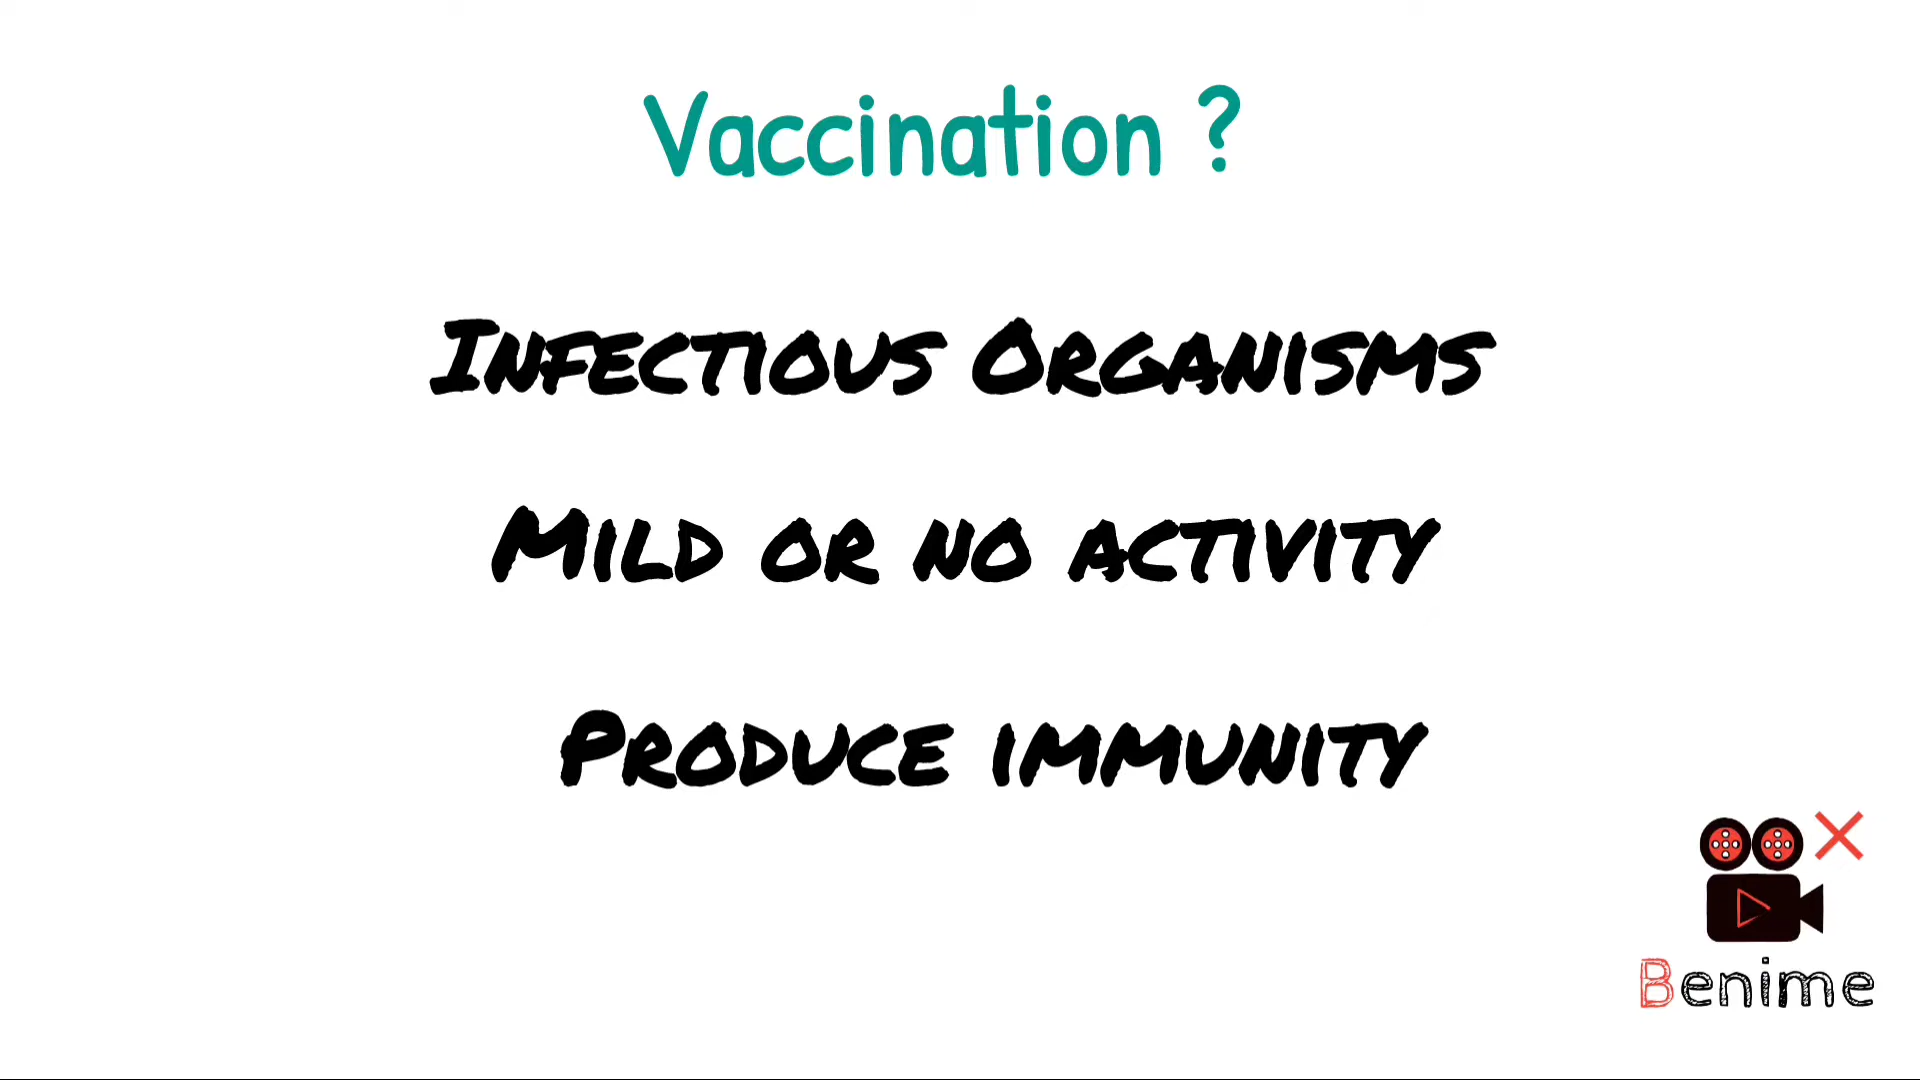 Vaccination ?
Infectious Organisms
Mild or no activity
Produce immunity
Benime